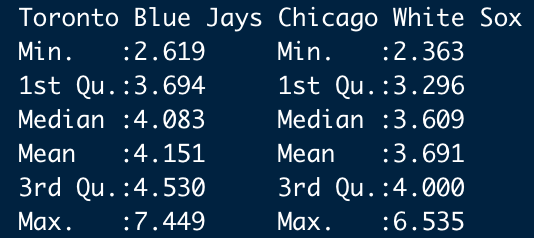 Toronto Blue Jays Chicago White Sox
Min.   :2.619     Min.   :2.363
1st Qu.:3.694     1st Qu.:3.296
Median :4.083     Median :3.609
Mean   :4.151     Mean   :3.691
3rd Qu.:4.530     3rd Qu.:4.000
Max.   :7.449     Max.   :6.535